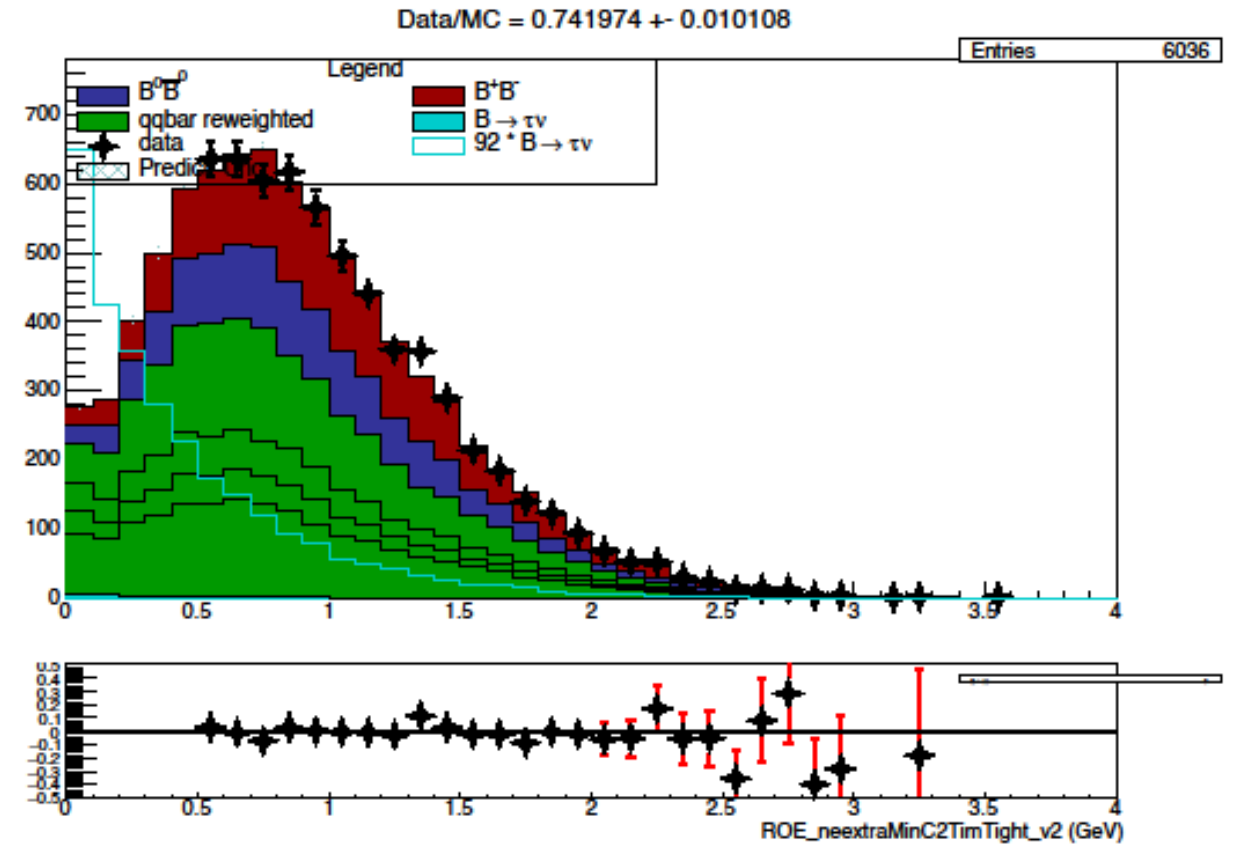 Data/MC = 0.741974 +- 0.010108
Entries 6036
Legend
B⁰B̅⁰ B⁺B⁻
qqbar reweighted B → τν
data 92 * B → τν
Predic
700
600
500
400
300
200
100
0
0 0.5 1 1.5 2 2.5 3 3.5 4
0.5
0.4
0.3
0.2
0.1
0
−0.1
−0.2
−0.3
−0.4
−0.5
0 0.5 1 1.5 2 2.5 3 3.5 4
ROE_neextraMinC2TimTight_v2 (GeV)